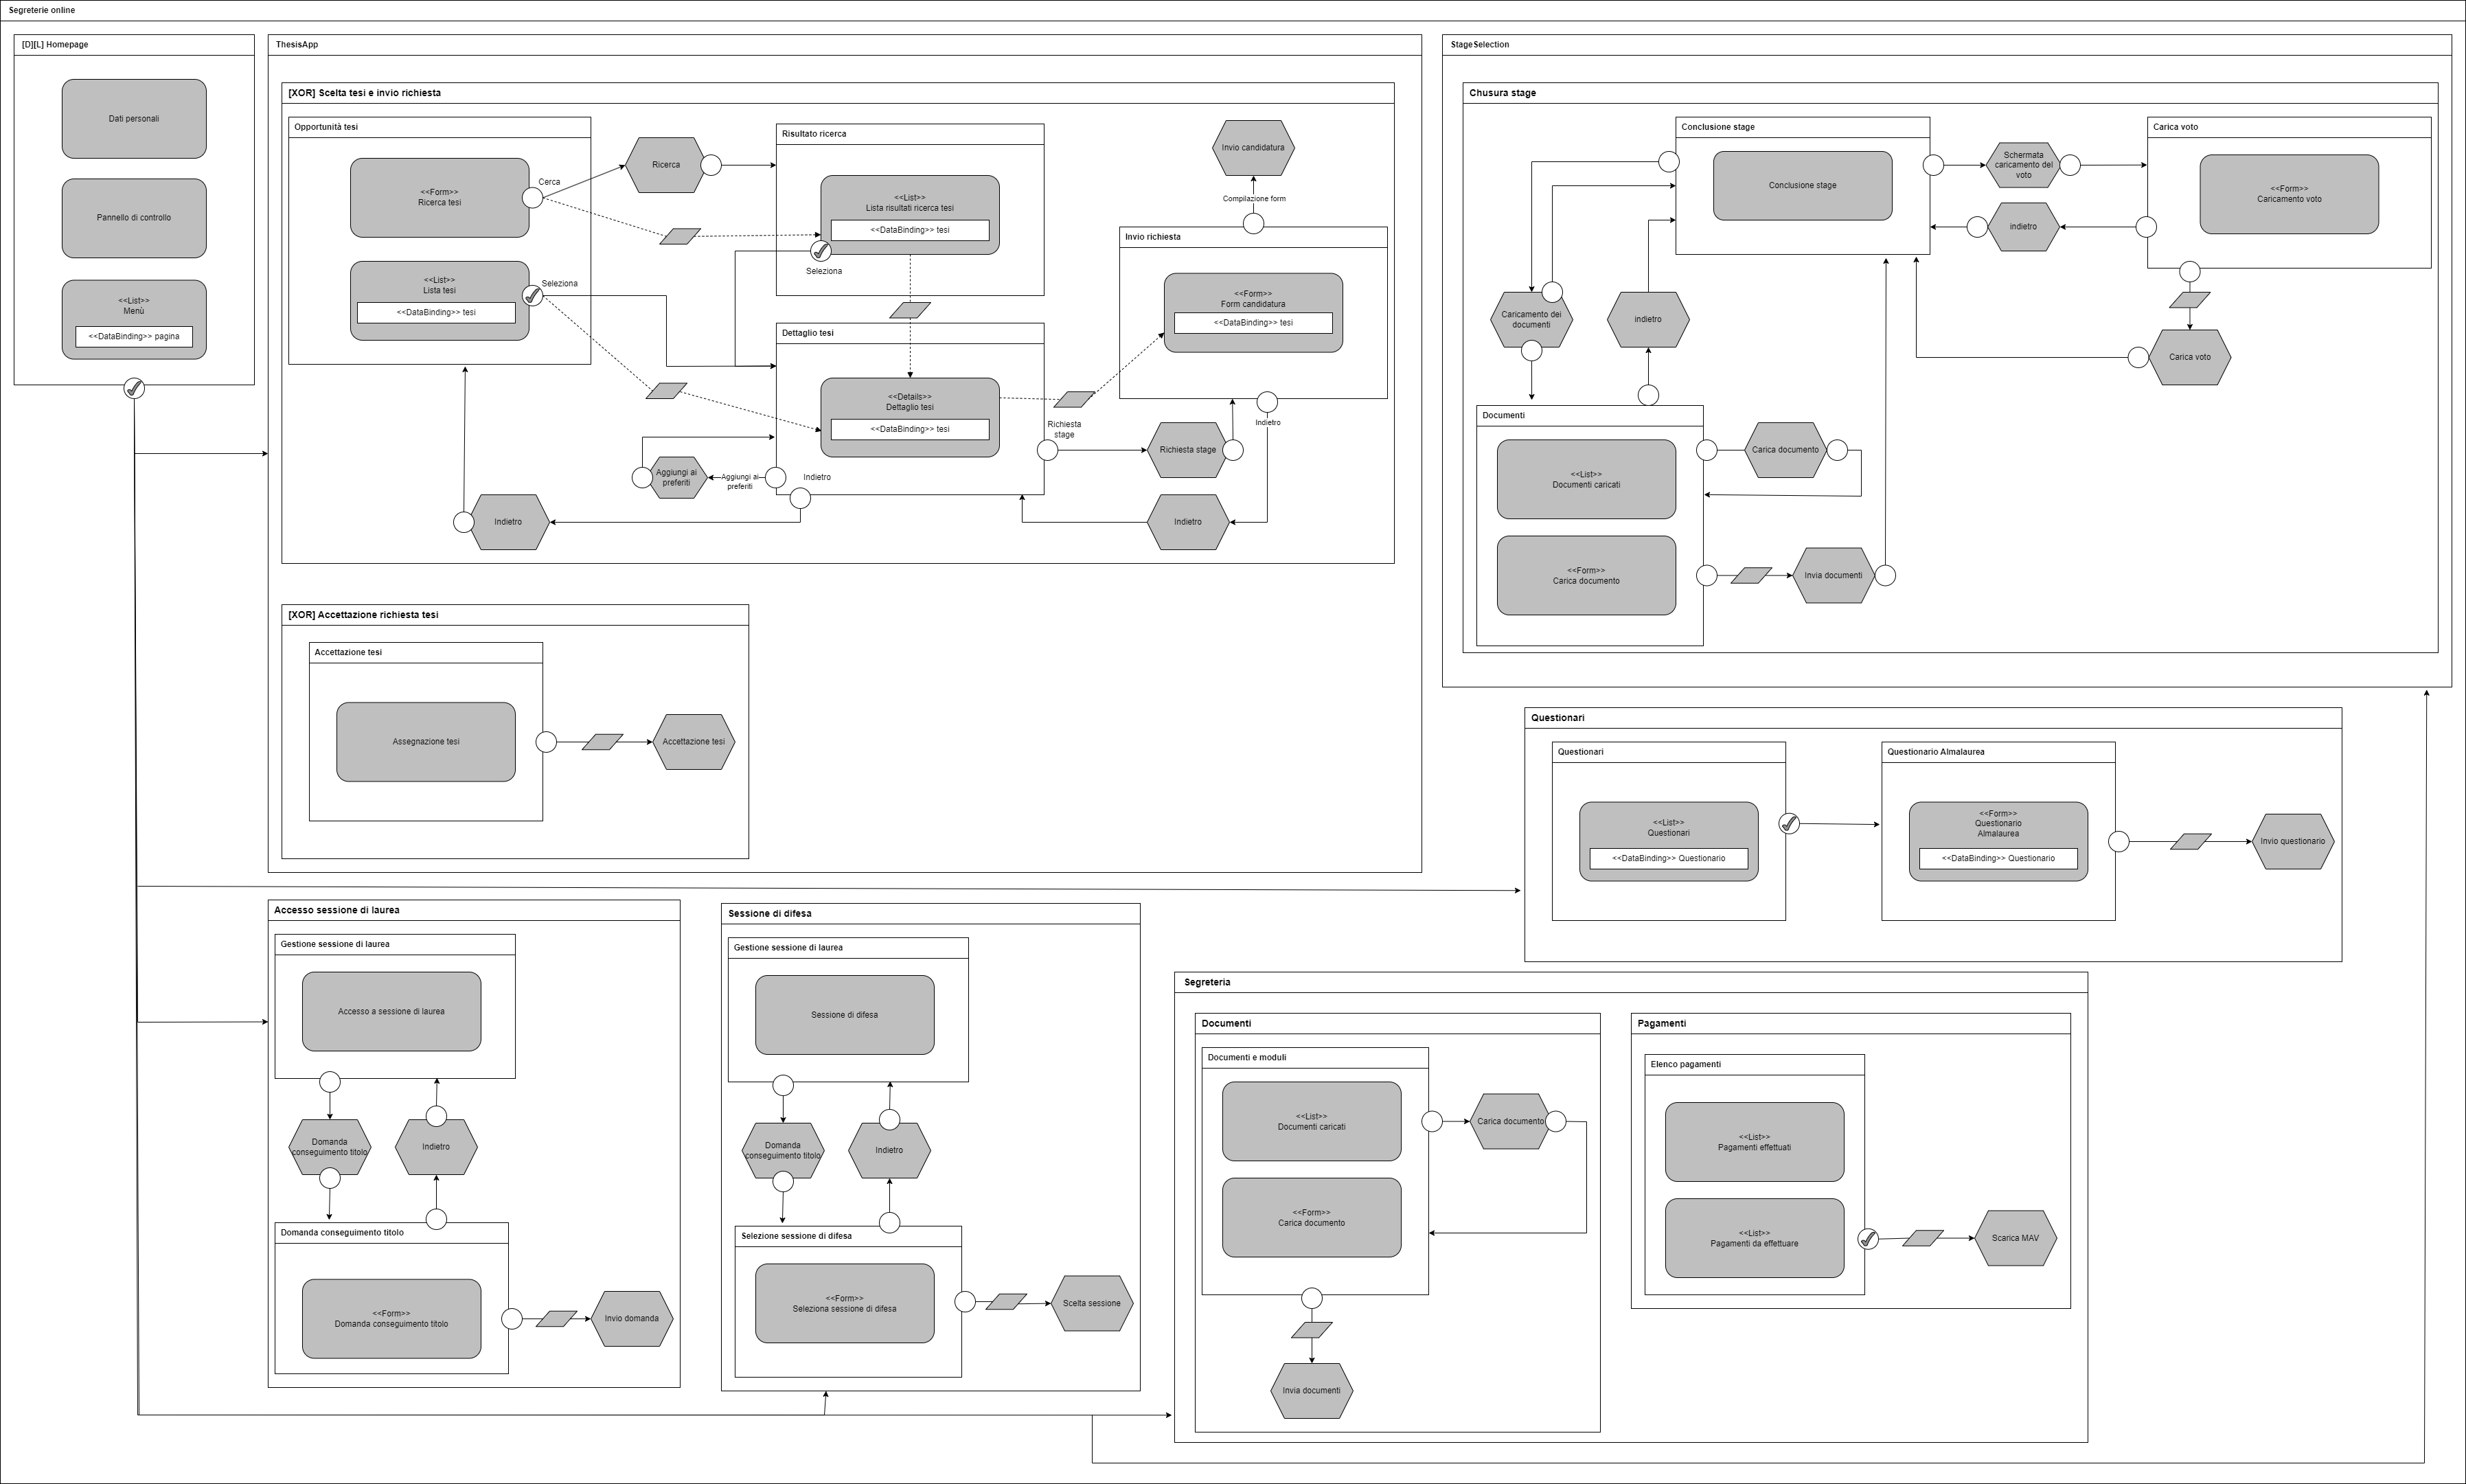 Segreterie online
[D][L] Homepage
Dati personali
Pannello di controllo
<<List>>
Menù
<<DataBinding>> pagina
ThesisApp
[XOR] Scelta tesi e invio richiesta
Opportunità tesi
<<Form>>
Ricerca tesi
Cerca
<<List>>
Lista tesi
<<DataBinding>> tesi
Seleziona
Ricerca
Risultato ricerca
<<List>>
Lista risultati ricerca tesi
<<DataBinding>> tesi
Seleziona
Dettaglio tesi
<<Details>>
Dettaglio tesi
<<DataBinding>> tesi
Indietro
Aggiungi ai
preferiti
Aggiungi ai
preferiti
Indietro
Richiesta
stage
Richiesta stage
Invio candidatura
Compilazione form
Invio richiesta
<<Form>>
Form candidatura
<<DataBinding>> tesi
Indietro
Indietro
[XOR] Accettazione richiesta tesi
Accettazione tesi
Assegnazione tesi
Accettazione tesi
StageSelection
Chusura stage
Conclusione stage
Conclusione stage
Schermata
caricamento del
voto
indietro
Carica voto
<<Form>>
Caricamento voto
Carica voto
Caricamento dei
documenti
indietro
Documenti
<<List>>
Documenti caricati
<<Form>>
Carica documento
Carica documento
Invia documenti
Questionari
Questionari
<<List>>
Questionari
<<DataBinding>> Questionario
Questionario Almalaurea
<<Form>>
Questionario
Almalaurea
<<DataBinding>> Questionario
Invio questionario
Accesso sessione di laurea
Gestione sessione di laurea
Accesso a sessione di laurea
Domanda
conseguimento titolo
Indietro
Domanda conseguimento titolo
<<Form>>
Domanda conseguimento titolo
Invio domanda
Sessione di difesa
Gestione sessione di laurea
Sessione di difesa
Domanda
conseguimento titolo
Indietro
Selezione sessione di difesa
<<Form>>
Seleziona sessione di difesa
Scelta sessione
Segreteria
Documenti
Documenti e moduli
<<List>>
Documenti caricati
<<Form>>
Carica documento
Carica documento
Invia documenti
Pagamenti
Elenco pagamenti
<<List>>
Pagamenti effettuati
<<List>>
Pagamenti da effettuare
Scarica MAV